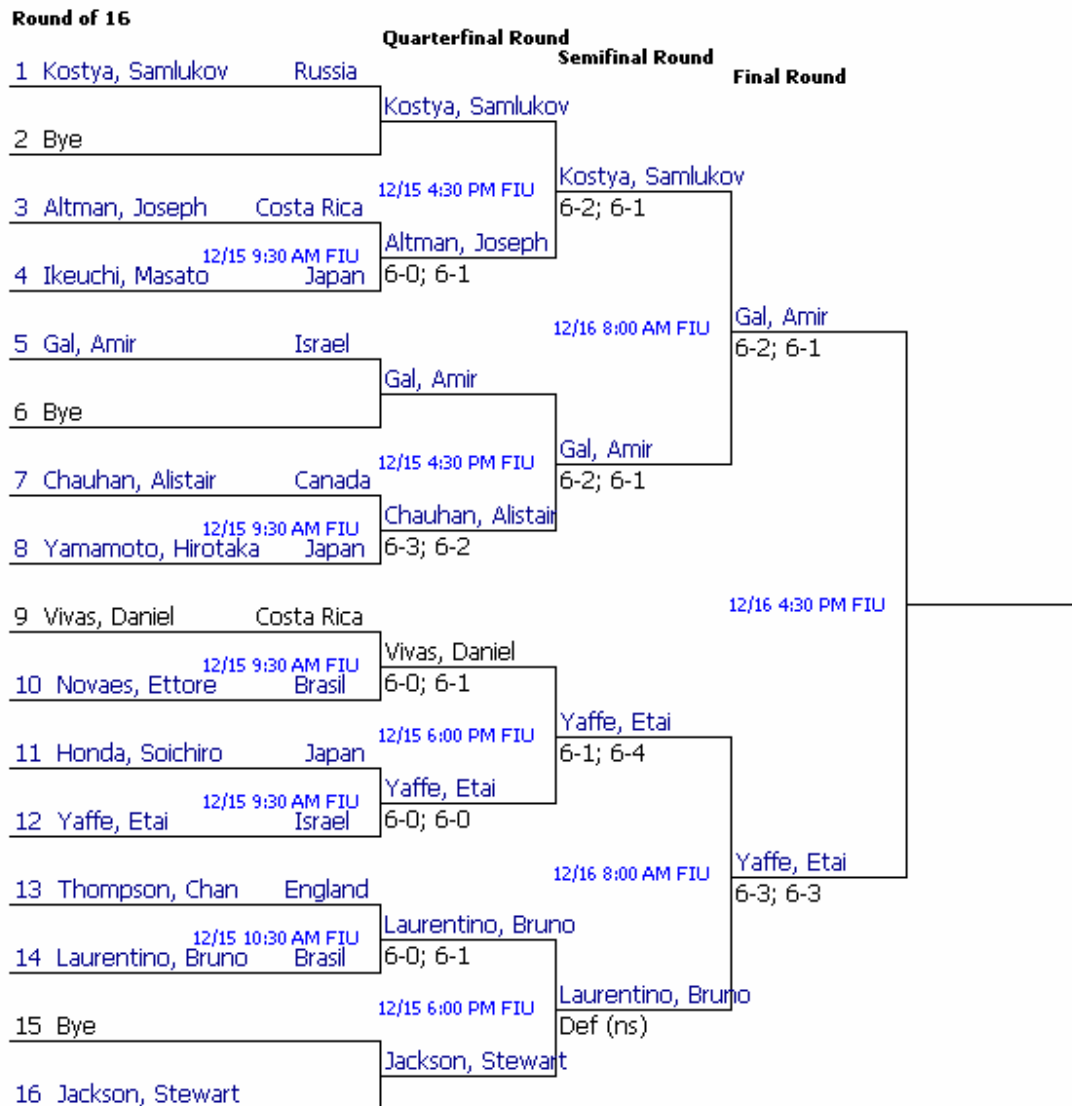 Round of 16
Quarterfinal Round
Semifinal Round
Final Round
1 Kostya, Samlukov Russia
Kostya, Samlukov
2 Bye
Kostya, Samlukov
12/15 4:30 PM FIU
6-2; 6-1
3 Altman, Joseph Costa Rica
Altman, Joseph
12/15 9:30 AM FIU
6-0; 6-1
4 Ikeuchi, Masato Japan
Gal, Amir
12/16 8:00 AM FIU
6-2; 6-1
5 Gal, Amir Israel
Gal, Amir
6 Bye
Gal, Amir
12/15 4:30 PM FIU
6-2; 6-1
7 Chauhan, Alistair Canada
Chauhan, Alistair
12/15 9:30 AM FIU
6-3; 6-2
8 Yamamoto, Hirotaka Japan
12/16 4:30 PM FIU
9 Vivas, Daniel Costa Rica
Vivas, Daniel
12/15 9:30 AM FIU
6-0; 6-1
10 Novaes, Ettore Brasil
Yaffe, Etai
12/15 6:00 PM FIU
6-1; 6-4
11 Honda, Soichiro Japan
Yaffe, Etai
12/15 9:30 AM FIU
6-0; 6-0
12 Yaffe, Etai Israel
Yaffe, Etai
12/16 8:00 AM FIU
6-3; 6-3
13 Thompson, Chan England
Laurentino, Bruno
12/15 10:30 AM FIU
6-0; 6-1
14 Laurentino, Bruno Brasil
Laurentino, Bruno
12/15 6:00 PM FIU
Def (ns)
15 Bye
Jackson, Stewart
16 Jackson, Stewart